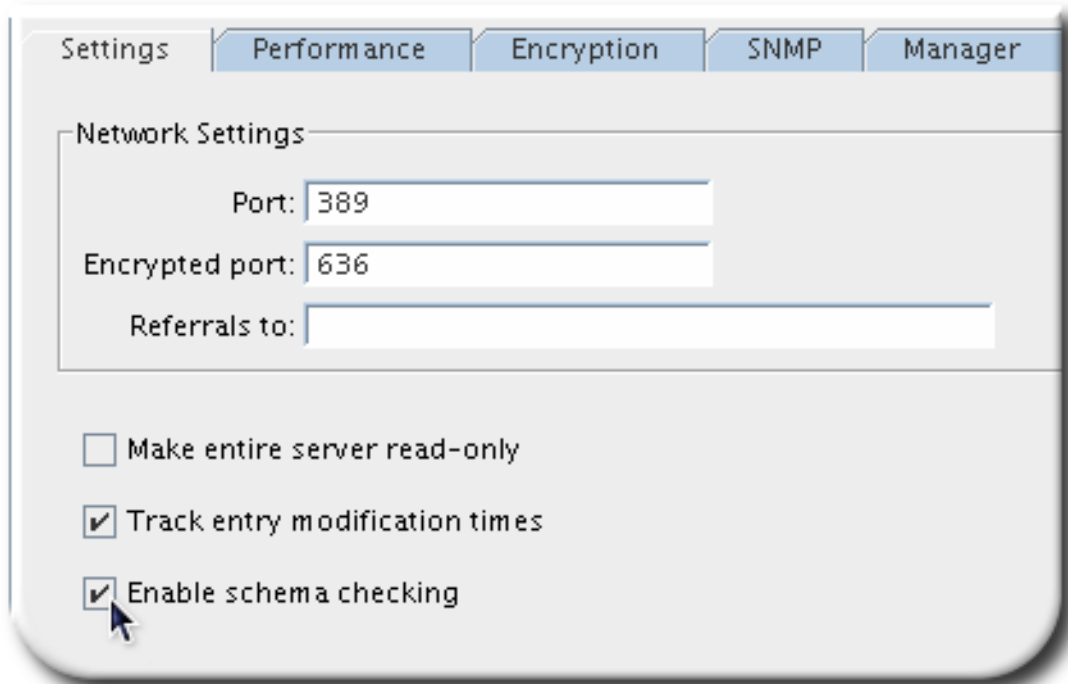 Settings Performance Encryption SNMP Manager
Network Settings
Port: 389
Encrypted port: 636
Referrals to:
Make entire server read-only
Track entry modification times
Enable schema checking